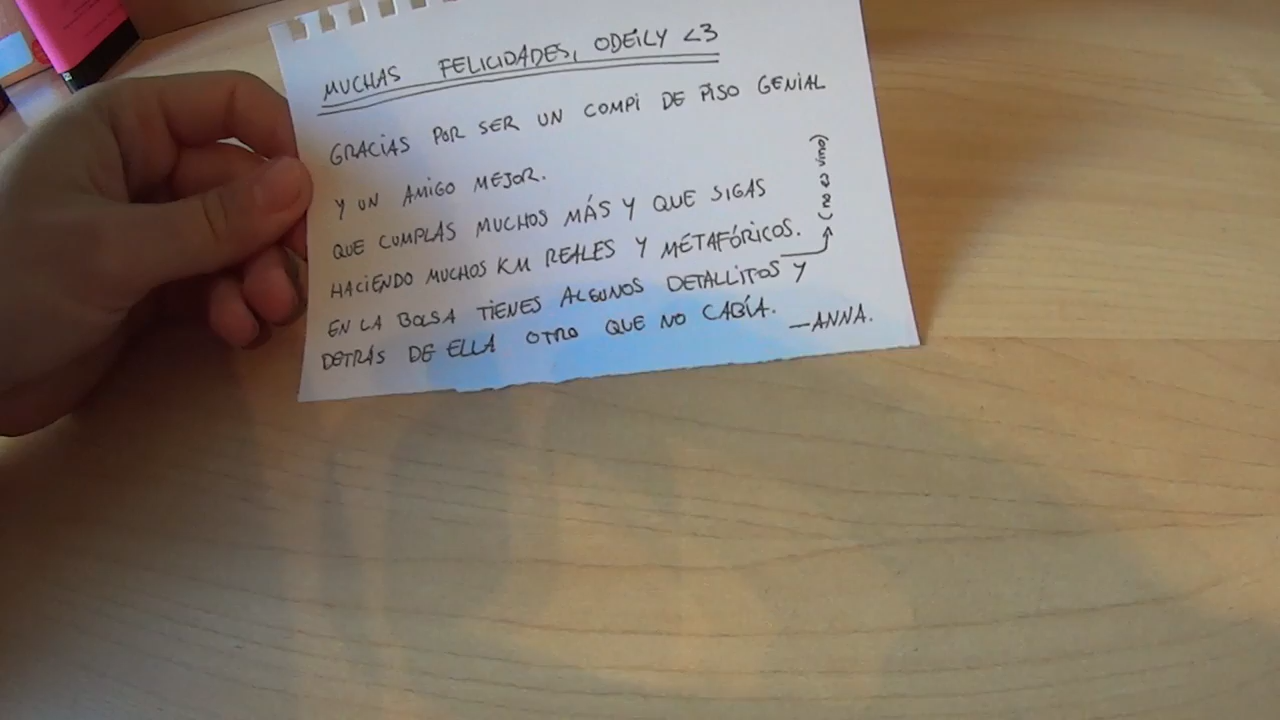 MUCHAS FELICIDADES, ODEILY <3
GRACIAS POR SER UN COMPI DE PISO GENIAL
Y UN AMIGO MEJOR.
QUE CUMPLAS MUCHOS MÁS Y QUE SIGAS
HACIENDO MUCHOS KM REALES Y METAFÓRICOS.
EN LA BOLSA TIENES ALGUNOS DETALLITOS Y
DETRÁS DE ELLA OTRO QUE NO CABÍA.
—ANNA.